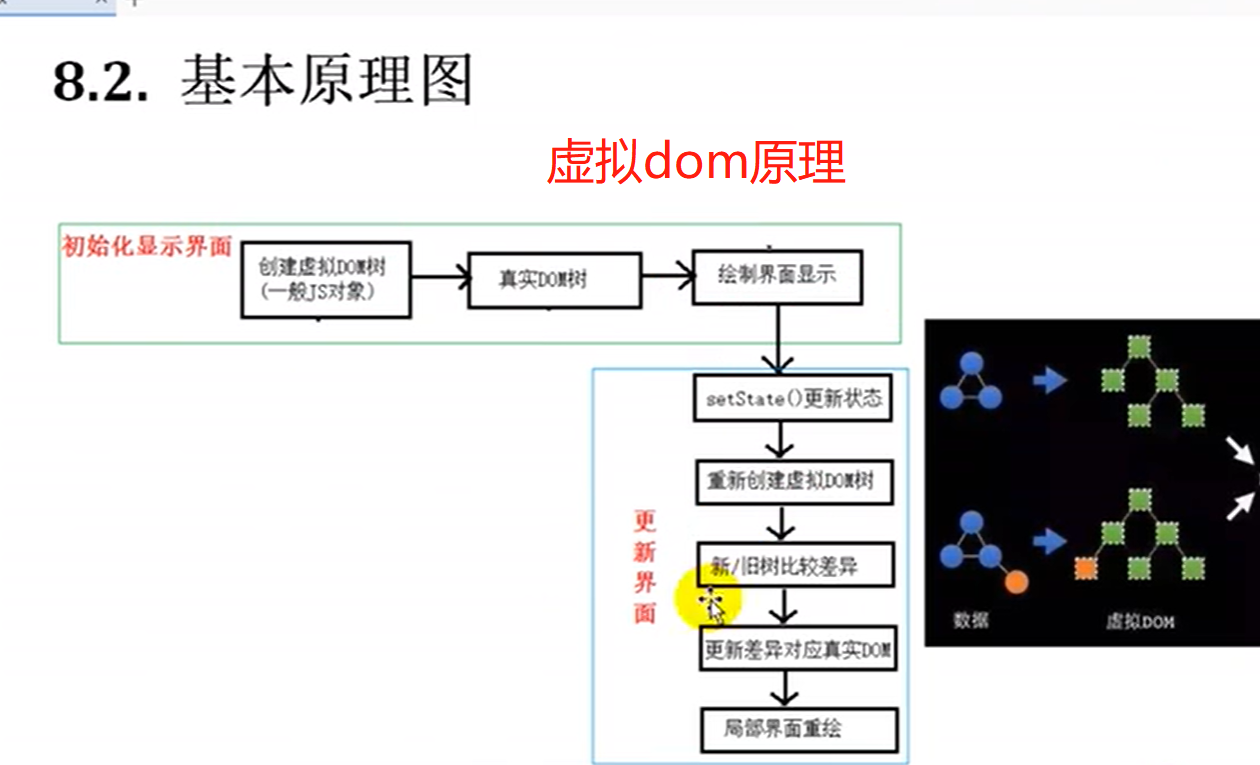 8.2. 基本原理图
虚拟dom原理
初始化显示界面
创建虚拟DOM树
(一般JS对象)
真实DOM树
绘制界面显示
setState()更新状态
重新创建虚拟DOM树
新/旧树比较差异
更新差异对应真实DOM
局部界面重绘
更
新
界
面
数据
虚拟DOM